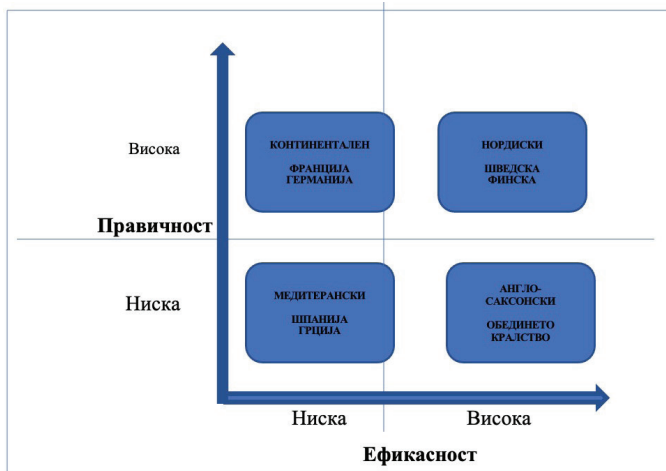 КОНТИНЕНТАЛЕН
ФРАНЦИЈА
ГЕРМАНИЈА
НОРДИСКИ
ШВЕДСКА
ФИНСКА
Висока
Правичност
Ниска
МЕДИТЕРАНСКИ
ШПАНИЈА
ГРЦИЈА
АНГЛО-
САКСОНСКИ
ОБЕДИНЕТО
КРАЛСТВО
Ниска
Висока
Ефикасност